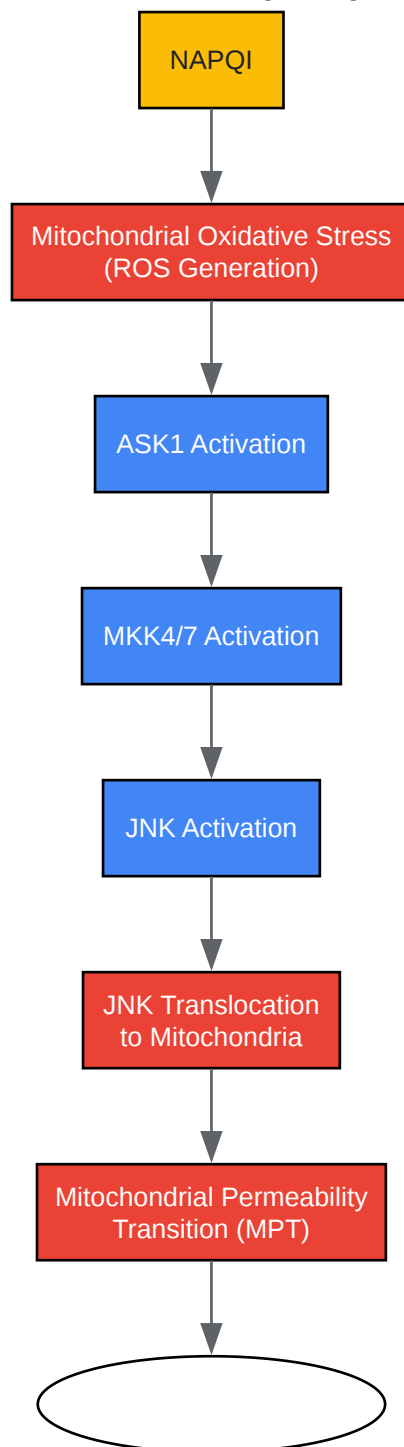 NAPQI
Mitochondrial Oxidative Stress
(ROS Generation)
ASK1 Activation
MKK4/7 Activation
JNK Activation
JNK Translocation
to Mitochondria
Mitochondrial Permeability
Transition (MPT)